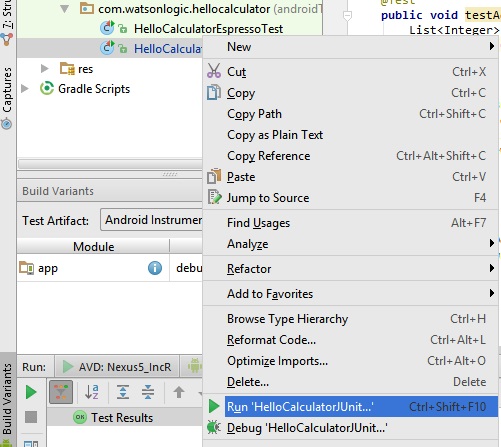 7: Stru
Captures
Build Variants
com.watsonlogic.hellocalculator (androidT
HelloCalculatorEspressoTest
HelloCalculat
res
Gradle Scripts
@Test
public void testA
List<Integer>
Build Variants
Test Artifact: Android Instrumen
Module
app debu
Run: AVD: Nexus5_IncR
OK Test Results
New
Cut Ctrl+X
Copy Ctrl+C
Copy Path Ctrl+Shift+C
Copy as Plain Text
Copy Reference Ctrl+Alt+Shift+C
Paste Ctrl+V
Jump to Source F4
Find Usages Alt+F7
Analyze
Refactor
Add to Favorites
Browse Type Hierarchy Ctrl+H
Reformat Code... Ctrl+Alt+L
Optimize Imports... Ctrl+Alt+O
Delete... Delete
Run 'HelloCalculatorJUnit...' Ctrl+Shift+F10
Debug 'HelloCalculatorJUnit...'